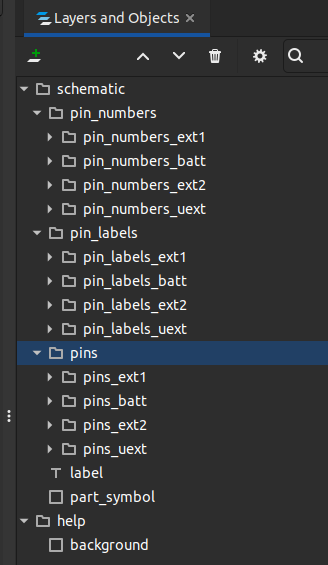 Layers and Objects
schematic
pin_numbers
pin_numbers_ext1
pin_numbers_batt
pin_numbers_ext2
pin_numbers_uext
pin_labels
pin_labels_ext1
pin_labels_batt
pin_labels_ext2
pin_labels_uext
pins
pins_ext1
pins_batt
pins_ext2
pins_uext
label
part_symbol
help
background